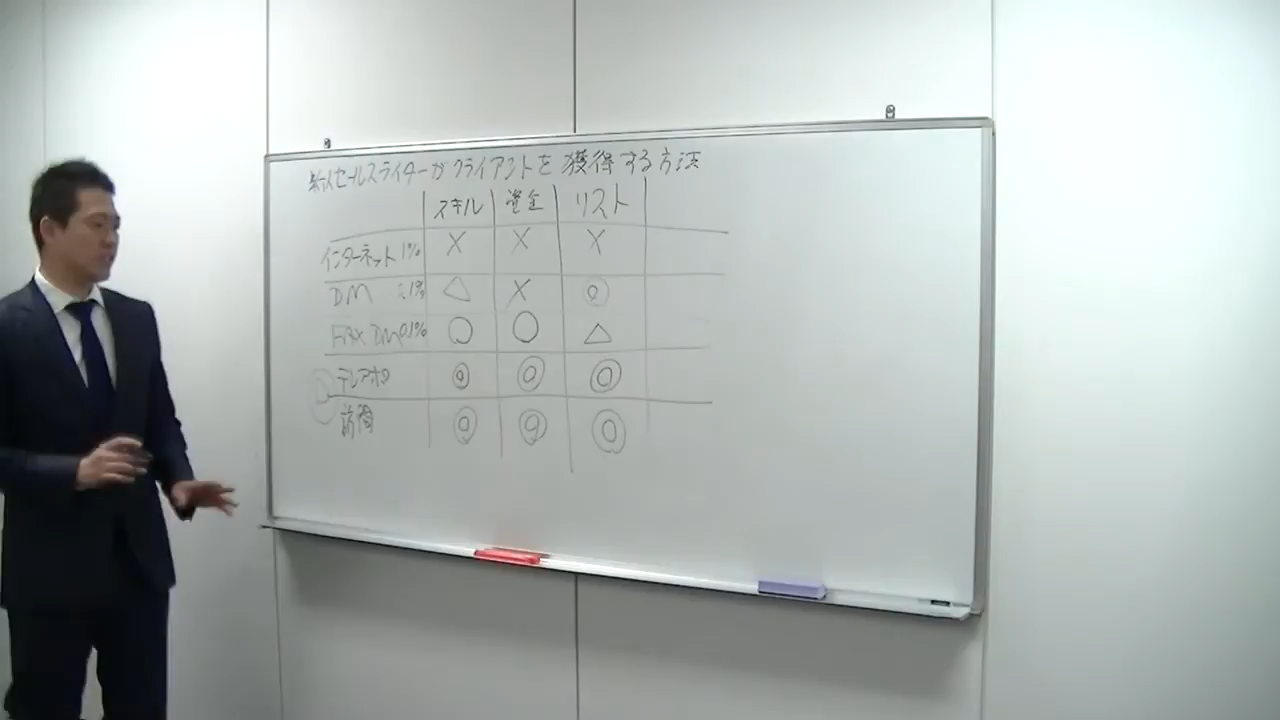 新人セールスライターがクライアントを獲得する方法
スキル 資金 リスト
インターネット 1% × × ×
DM 0.1% △ × ◎
FAX DM 0.1% ○ ○ △
テレアポ ◎ ◎ ◎
訪問 ◎ ◎ ◎